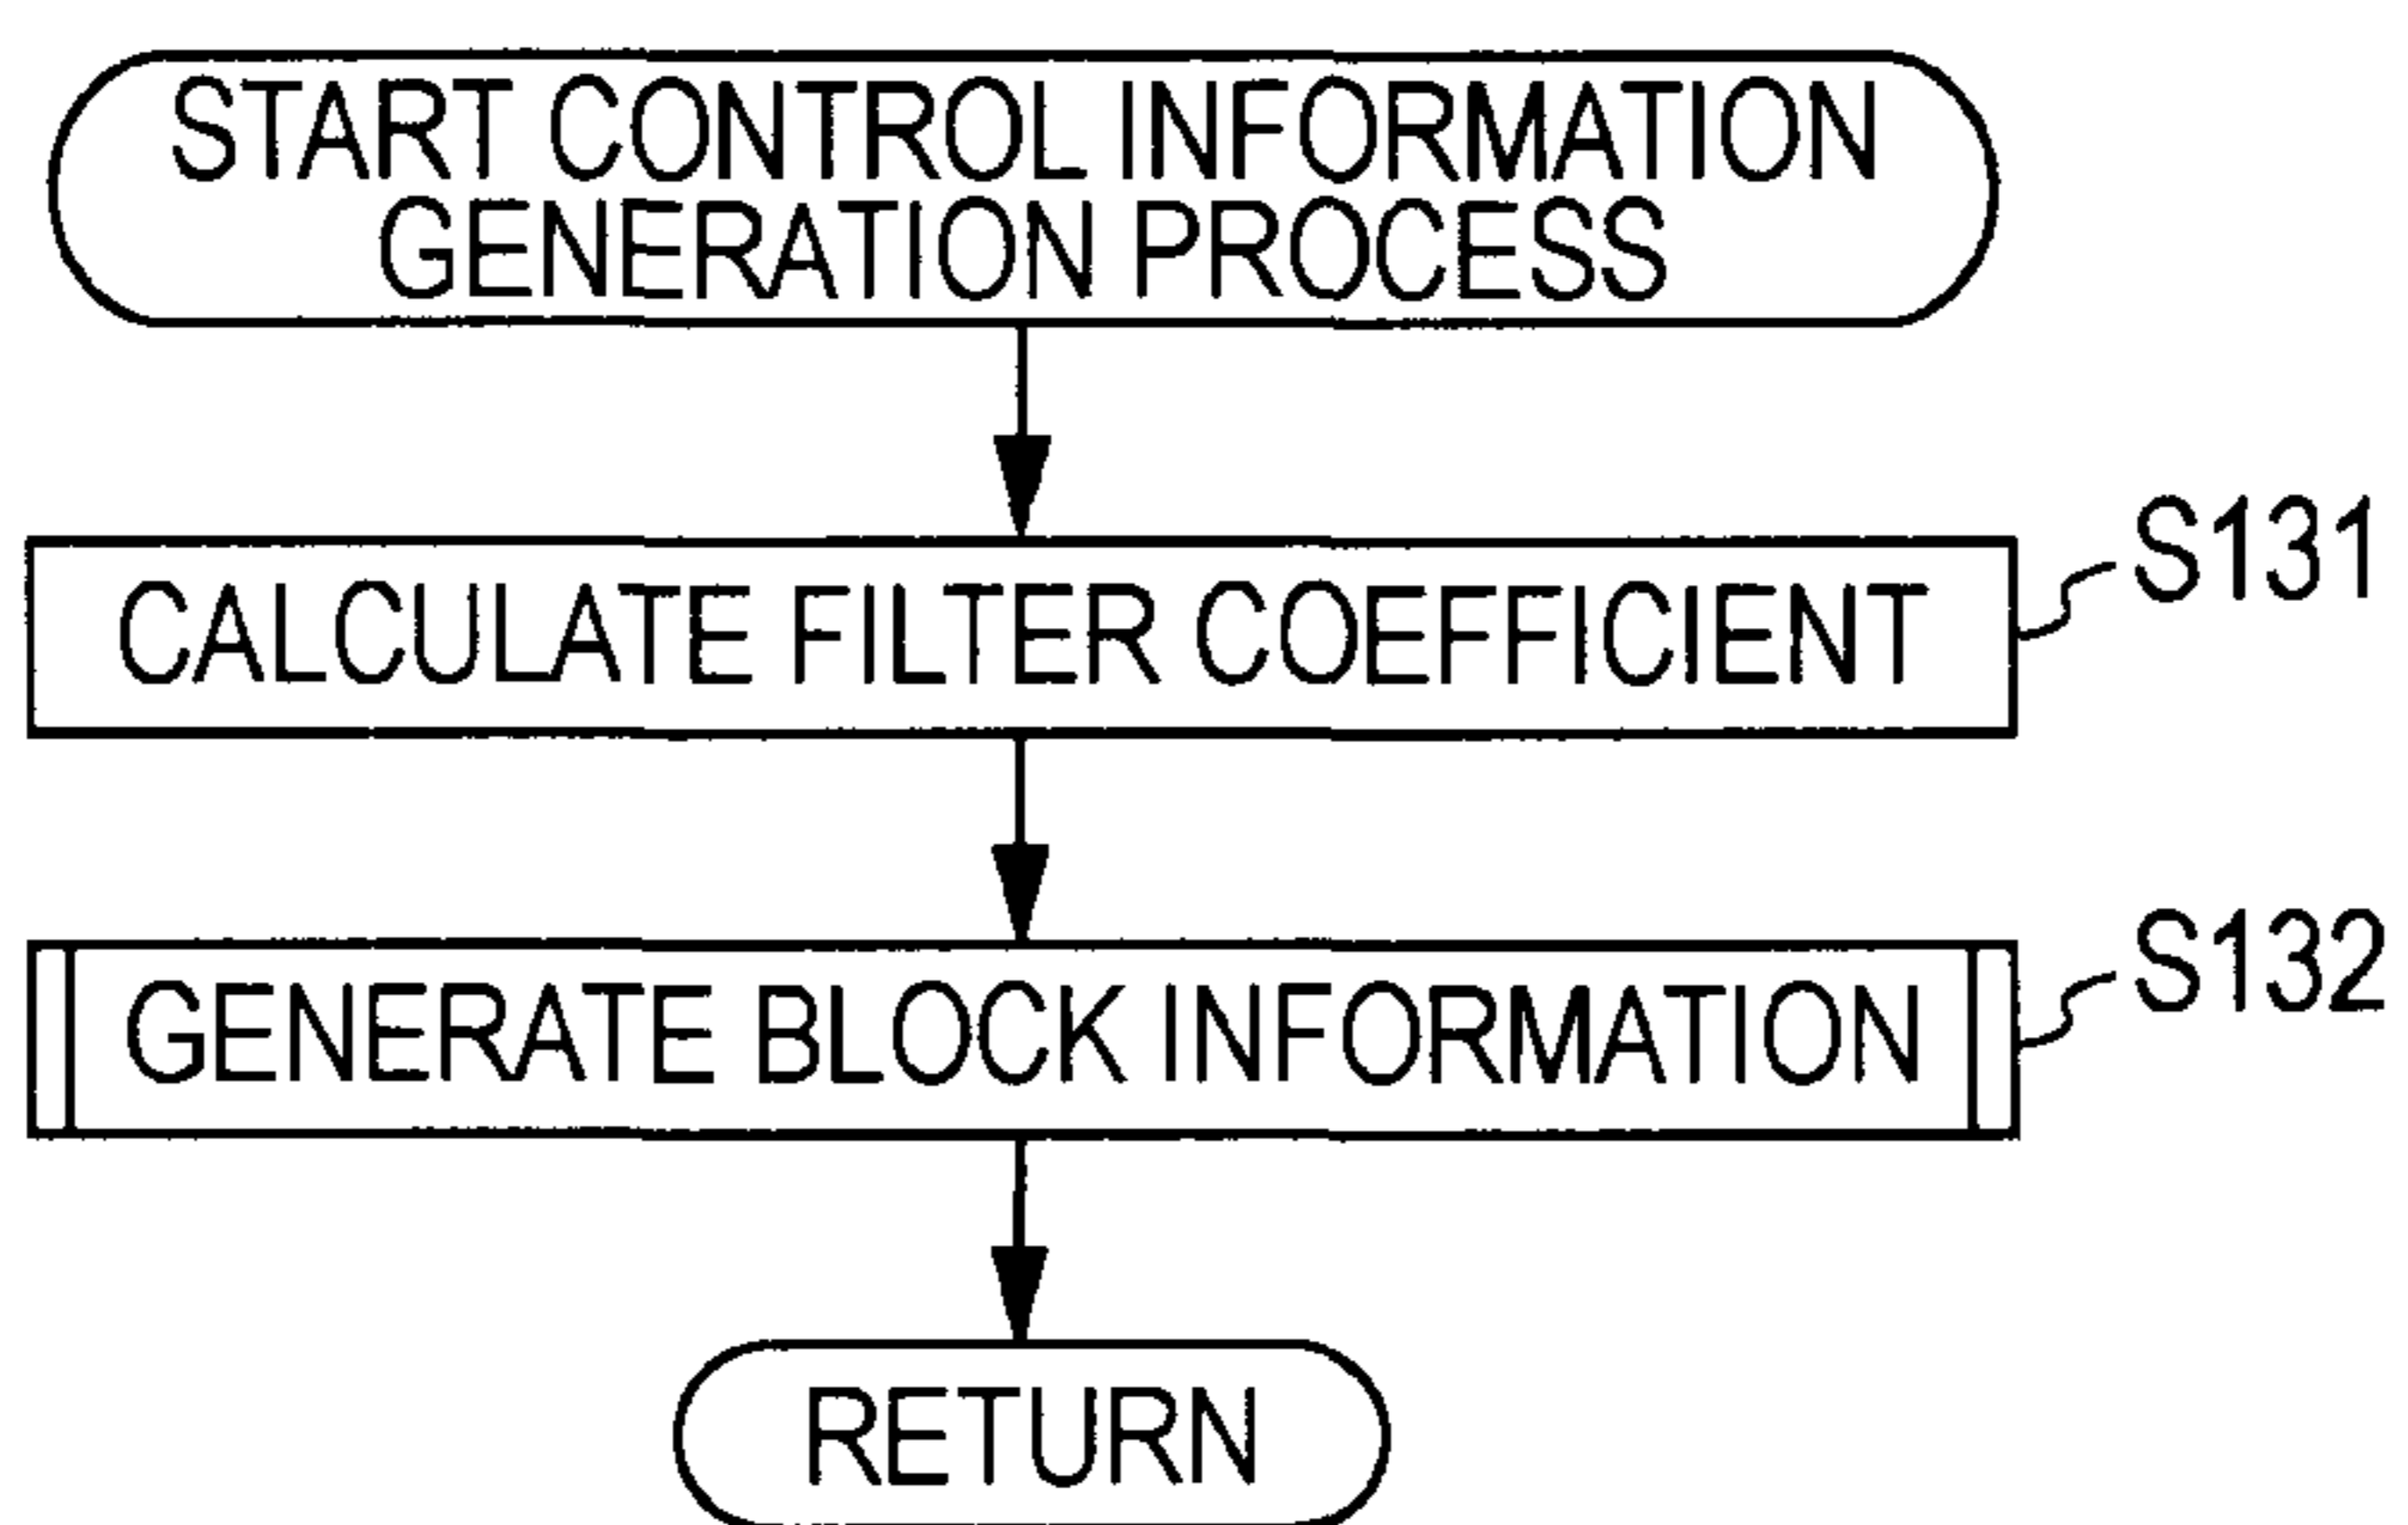 START CONTROL INFORMATION
GENERATION PROCESS
S131
CALCULATE FILTER COEFFICIENT
S132
GENERATE BLOCK INFORMATION
RETURN